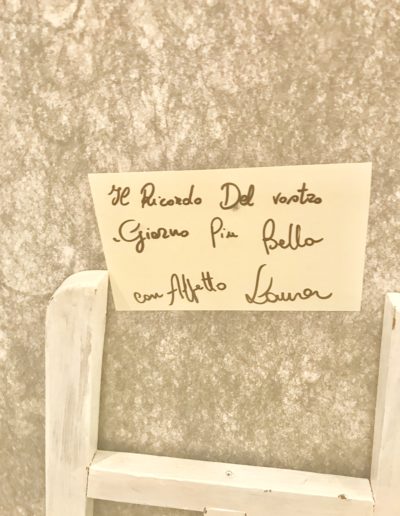 Il Ricordo Del vostro
Giorno Più Bello
con Affetto Laura